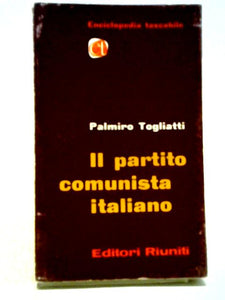 Enciclopedia tascabile
Palmiro Togliatti
Il partito
comunista
italiano
Editori Riuniti